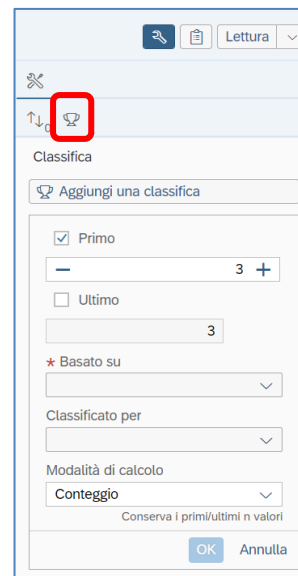 Lettura
0
Classifica
Aggiungi una classifica
Primo
3
Ultimo
3
* Basato su
Classificato per
Modalità di calcolo
Conteggio
Conserva i primi/ultimi n valori
OK Annulla